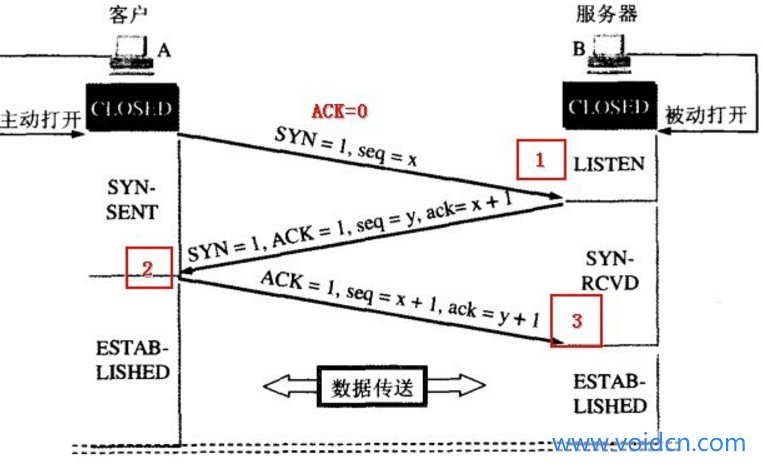 客户
服务器
A
B
CLOSED
CLOSED
主动打开
被动打开
ACK=0
SYN = 1, seq = x
1
LISTEN
SYN-
SENT
SYN = 1, ACK = 1, seq = y, ack= x + 1
2
SYN-
RCVD
ACK = 1, seq = x + 1, ack = y + 1
3
ESTAB-
LISHED
数据传送
ESTAB-
LISHED
www.voidcn.com